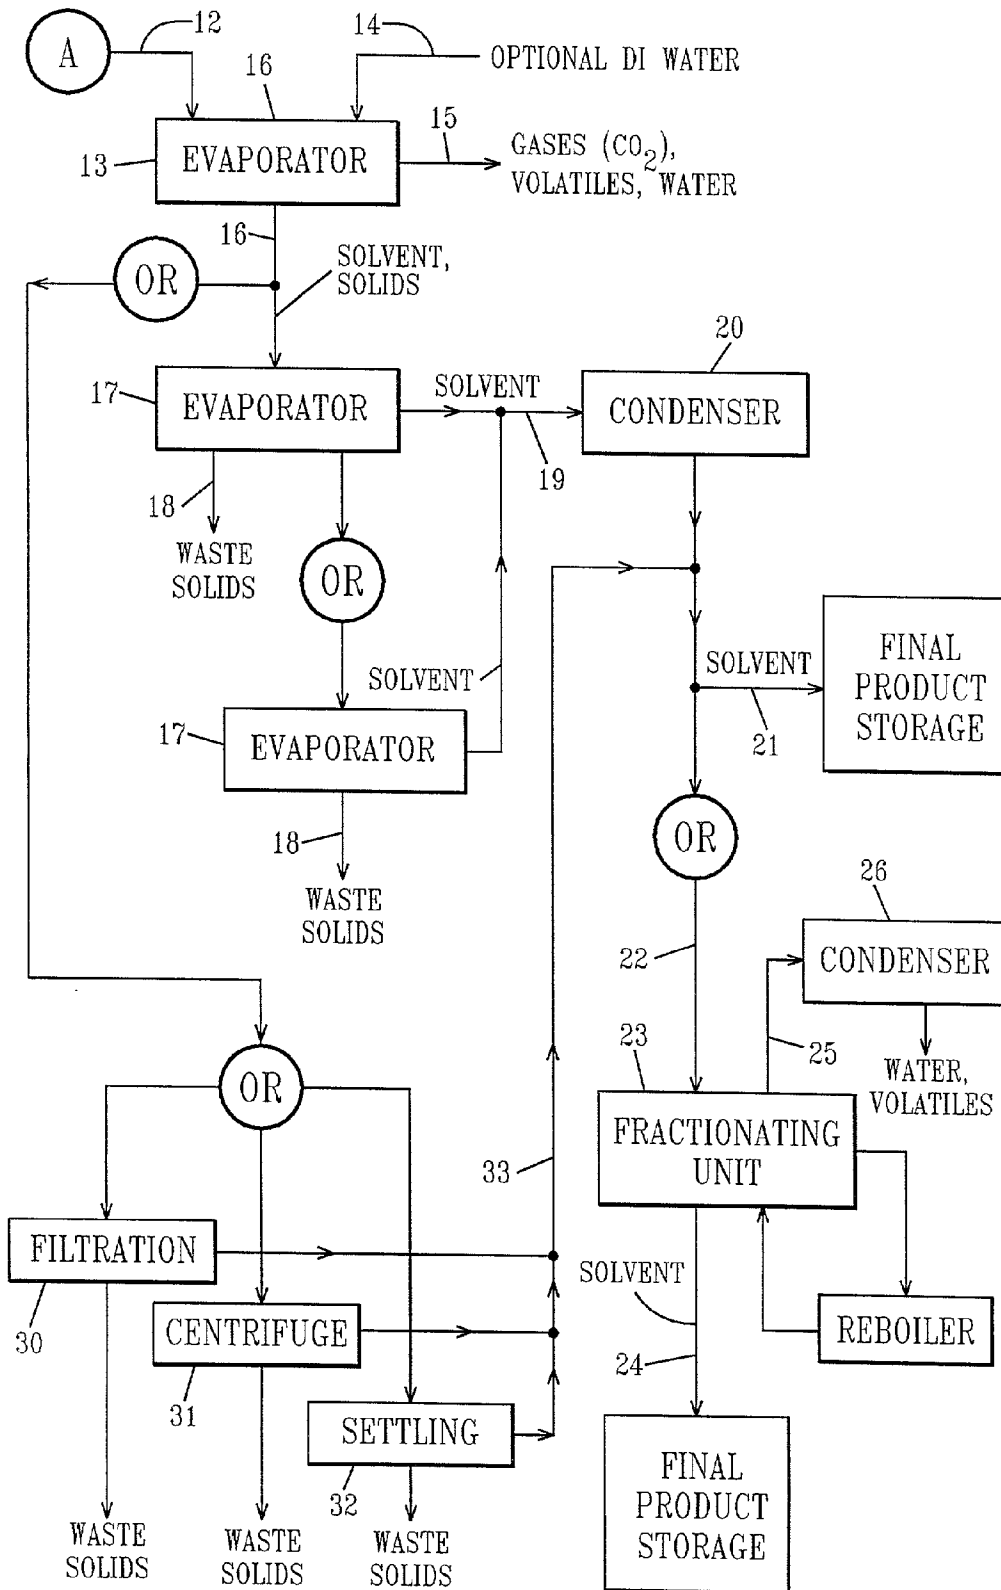 A
12
14
OPTIONAL DI WATER
16
13
EVAPORATOR
15
GASES (CO2),
VOLATILES, WATER
16
OR
SOLVENT,
SOLIDS
17
EVAPORATOR
SOLVENT
20
CONDENSER
19
18
WASTE
SOLIDS
OR
SOLVENT
17
EVAPORATOR
18
WASTE
SOLIDS
SOLVENT
21
FINAL
PRODUCT
STORAGE
OR
22
26
CONDENSER
25
WATER,
VOLATILES
23
FRACTIONATING
UNIT
OR
33
FILTRATION
30
CENTRIFUGE
31
SETTLING
32
SOLVENT
24
REBOILER
FINAL
PRODUCT
STORAGE
WASTE
SOLIDS
WASTE
SOLIDS
WASTE
SOLIDS